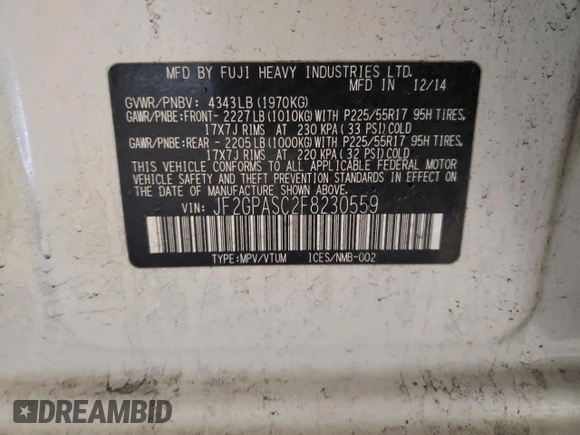 MFD BY FUJI HEAVY INDUSTRIES LTD.
MFD IN 12/14
GVWR/PNBV: 4343LB(1970KG)
GAWR/PNBE:FRONT- 2227LB(1010KG) WITH P225/55R17 95H TIRES,
17X7J RIMS AT 230 KPA(33 PSI)COLD
GAWR/PNBE:REAR - 2205LB(1000KG) WITH P225/55R17 95H TIRES,
17X7J RIMS AT 220 KPA(32 PSI)COLD
THIS VEHICLE CONFORMS TO ALL APPLICABLE FEDERAL MOTOR
VEHICLE SAFETY AND THEFT PREVENTION STANDARDS IN EFFECT
ON THE DATE OF MANUFACTURE SHOWN ABOVE.
VIN: JF2GPASC2F8230559
TYPE:MPV/VTUM ICES/NMB-002
DREAMBID